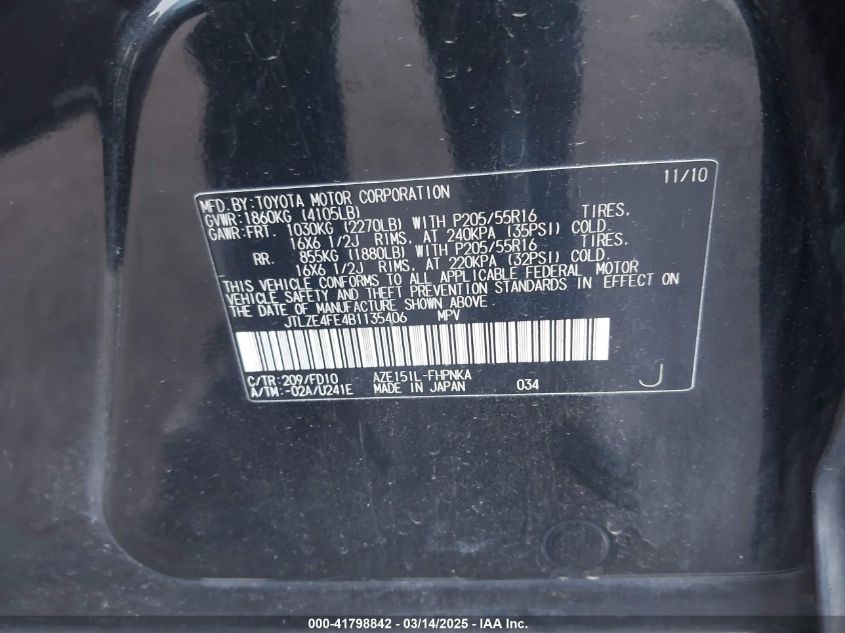 11/10
MFD.BY:TOYOTA MOTOR CORPORATION
GVWR:1860KG (4105LB)
GAWR:FRT. 1030KG (2270LB) WITH P205/55R16 TIRES,
16X6 1/2J RIMS, AT 240KPA (35PSI) COLD.
RR. 855KG (1880LB) WITH P205/55R16 TIRES,
16X6 1/2J RIMS, AT 220KPA (32PSI) COLD.
THIS VEHICLE CONFORMS TO ALL APPLICABLE FEDERAL MOTOR
VEHICLE SAFETY AND THEFT PREVENTION STANDARDS IN EFFECT ON
THE DATE OF MANUFACTURE SHOWN ABOVE.
JTLZE4FE4B1135406 MPV
C/TR:209/FD10 AZE151L-FHPNKA
A/TM:-02A/U241E MADE IN JAPAN 034 J
000-41798842 - 03/14/2025 - IAA Inc.